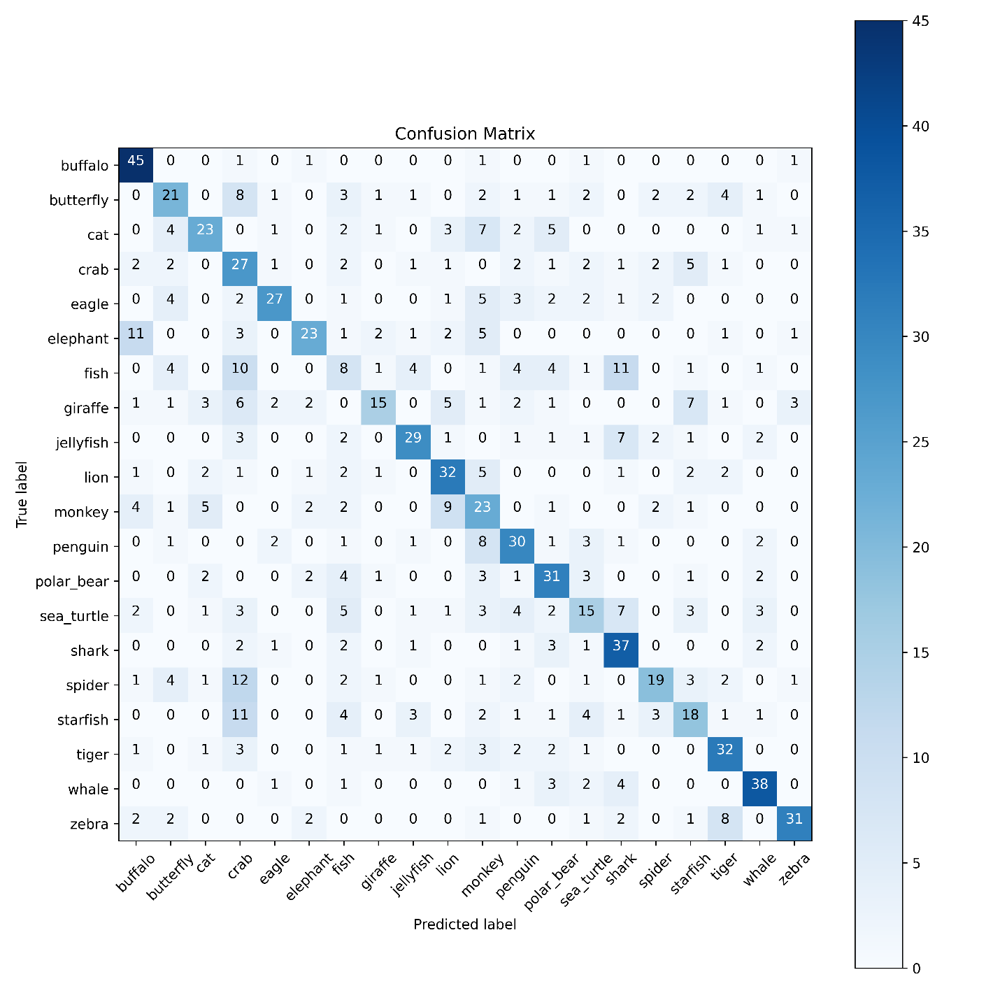 Confusion Matrix
buffalo 45 0 0 1 0 1 0 0 0 0 1 0 0 1 0 0 0 0 0 1
butterfly 0 21 0 8 1 0 3 1 1 0 2 1 1 2 0 2 2 4 1 0
cat 0 4 23 0 1 0 2 1 0 3 7 2 5 0 0 0 0 0 1 1
crab 2 2 0 27 1 0 2 0 1 1 0 2 1 2 1 2 5 1 0 0
eagle 0 4 0 2 27 0 1 0 0 1 5 3 2 2 1 2 0 0 0 0
elephant 11 0 0 3 0 23 1 2 1 2 5 0 0 0 0 0 0 1 0 1
fish 0 4 0 10 0 0 8 1 4 0 1 4 4 1 11 0 1 0 1 0
giraffe 1 1 3 6 2 2 0 15 0 5 1 2 1 0 0 0 7 1 0 3
jellyfish 0 0 0 3 0 0 2 0 29 1 0 1 1 1 7 2 1 0 2 0
lion 1 0 2 1 0 1 2 1 0 32 5 0 0 0 1 0 2 2 0 0
monkey 4 1 5 0 0 2 2 0 0 9 23 0 1 0 0 2 1 0 0 0
penguin 0 1 0 0 2 0 1 0 1 0 8 30 1 3 1 0 0 0 2 0
polar_bear 0 0 2 0 0 2 4 1 0 0 3 1 31 3 0 0 1 0 2 0
sea_turtle 2 0 1 3 0 0 5 0 1 1 3 4 2 15 7 0 3 0 3 0
shark 0 0 0 2 1 0 2 0 1 0 0 1 3 1 37 0 0 0 2 0
spider 1 4 1 12 0 0 2 1 0 0 1 2 0 1 0 19 3 2 0 1
starfish 0 0 0 11 0 0 4 0 3 0 2 1 1 4 1 3 18 1 1 0
tiger 1 0 1 3 0 0 1 1 1 2 3 2 2 1 0 0 0 32 0 0
whale 0 0 0 0 1 0 1 0 0 0 0 1 3 2 4 0 0 0 38 0
zebra 2 2 0 0 0 2 0 0 0 0 1 0 0 1 2 0 1 8 0 31
buffalo butterfly cat crab eagle elephant fish giraffe jellyfish lion monkey penguin polar_bear sea_turtle shark spider starfish tiger whale zebra
Predicted label
True label
45
40
35
30
25
20
15
10
5
0